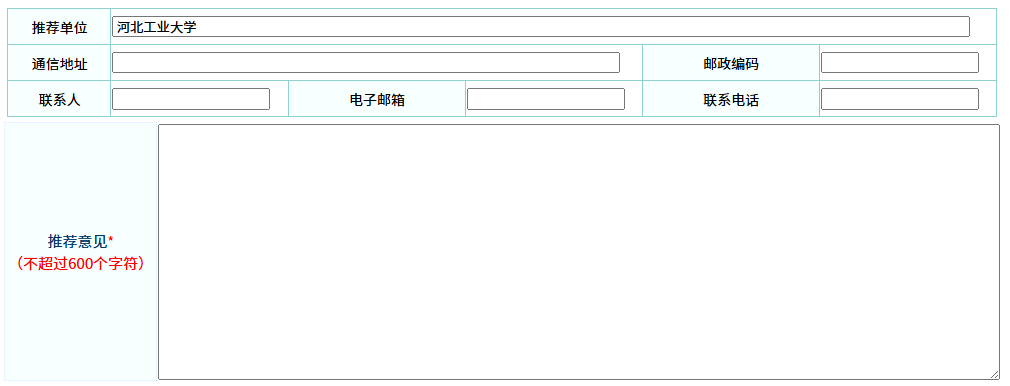 推荐单位 河北工业大学
通信地址 邮政编码
联系人 电子邮箱 联系电话
推荐意见*
（不超过600个字符）